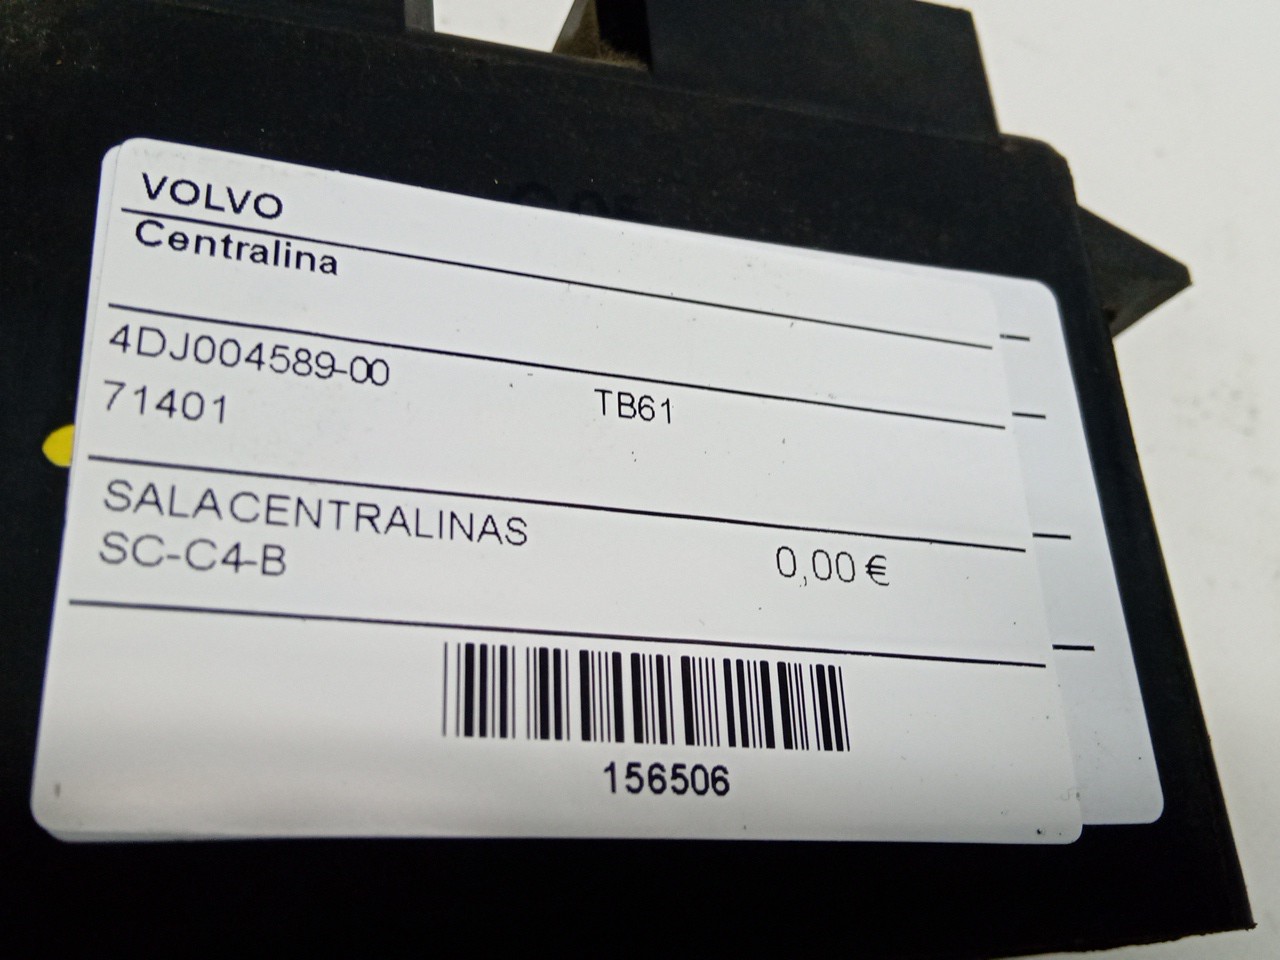 VOLVO
Centralina
4DJ004589-00
71401
TB61
SALACENTRALINAS
SC-C4-B
0,00 €
156506